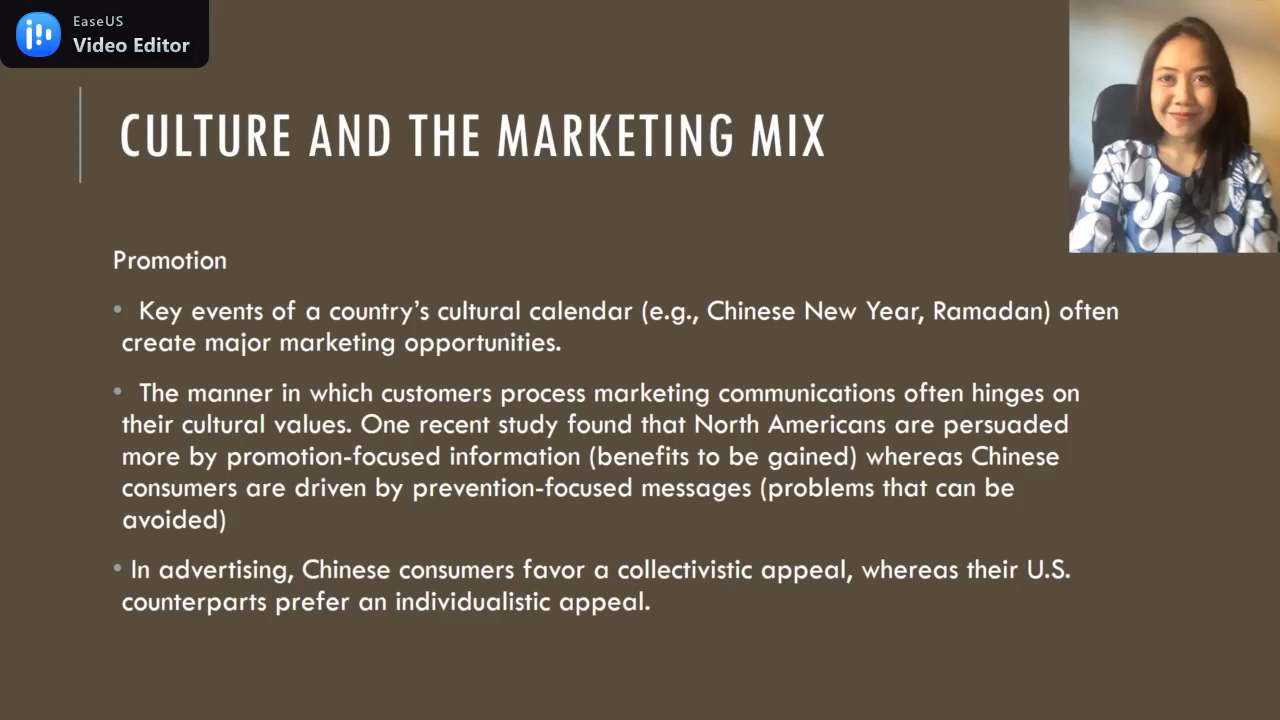 EaseUS
Video Editor
CULTURE AND THE MARKETING MIX
Promotion
• Key events of a country’s cultural calendar (e.g., Chinese New Year, Ramadan) often
create major marketing opportunities.
• The manner in which customers process marketing communications often hinges on
their cultural values. One recent study found that North Americans are persuaded
more by promotion-focused information (benefits to be gained) whereas Chinese
consumers are driven by prevention-focused messages (problems that can be
avoided)
• In advertising, Chinese consumers favor a collectivistic appeal, whereas their U.S.
counterparts prefer an individualistic appeal.